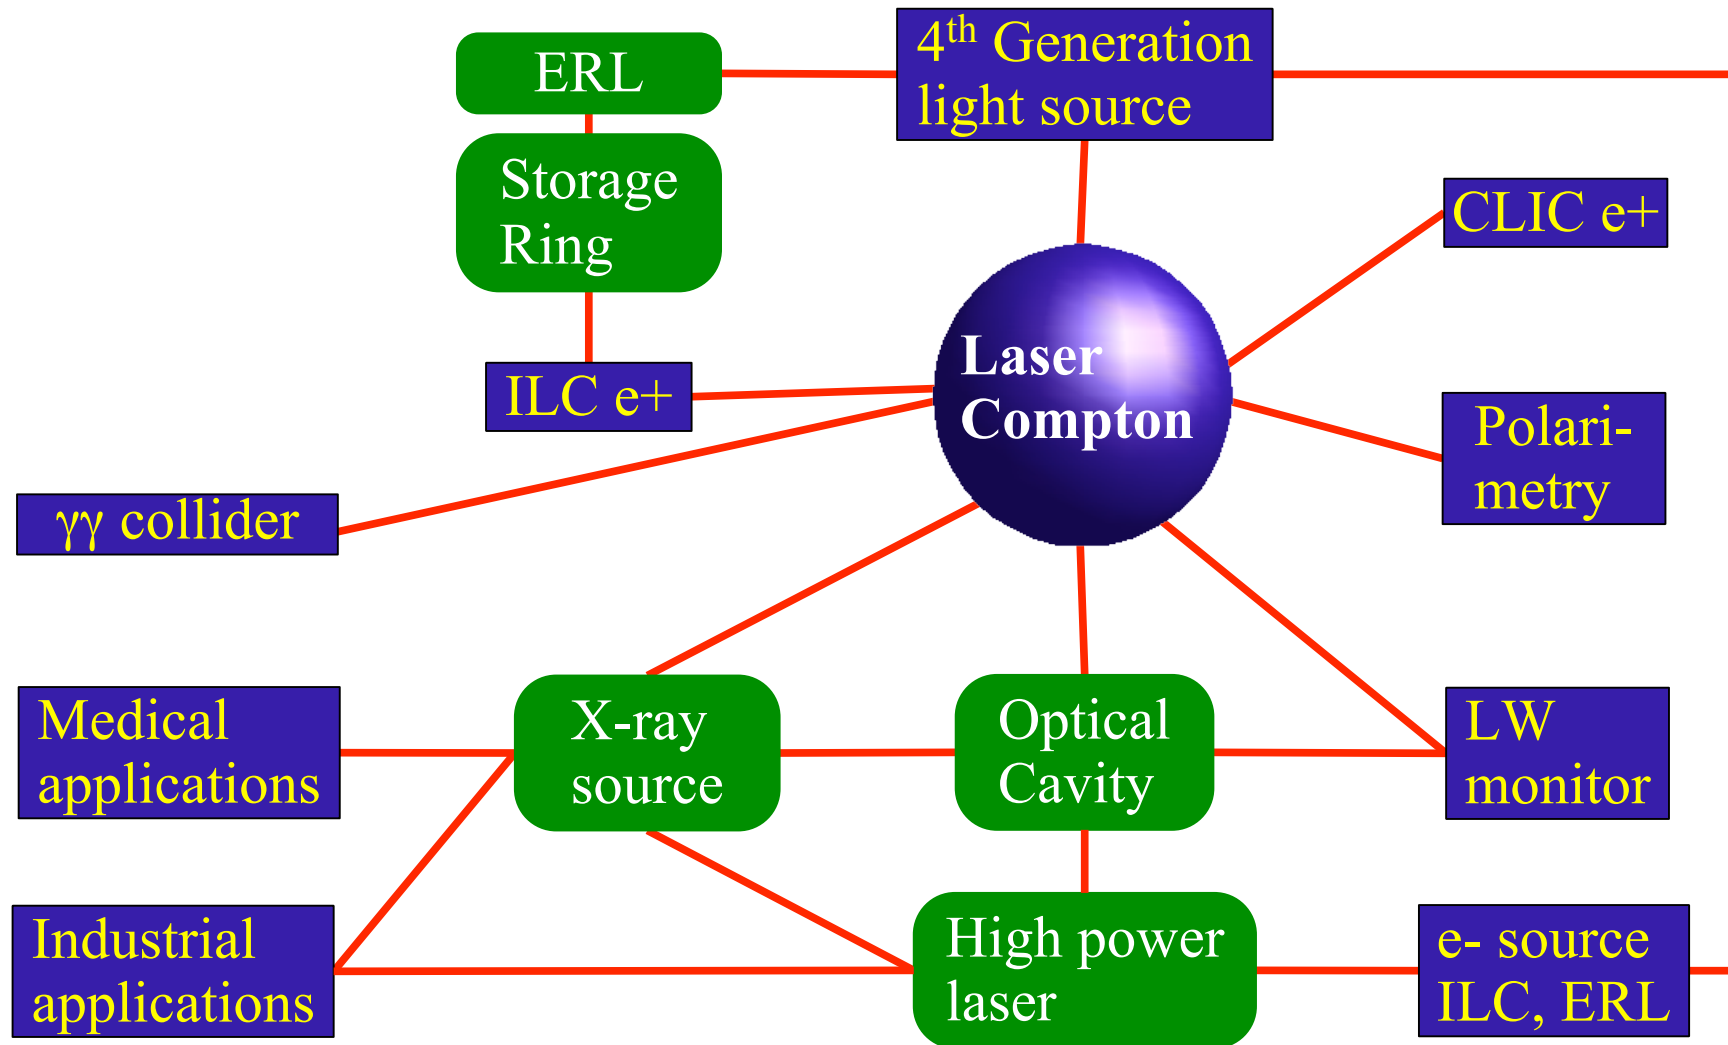 ERL
4th Generation
light source
Storage
Ring
CLIC e+
ILC e+
Laser
Compton
Polari-
metry
γγ collider
Medical
applications
X-ray
source
Optical
Cavity
LW
monitor
Industrial
applications
High power
laser
e- source
ILC, ERL